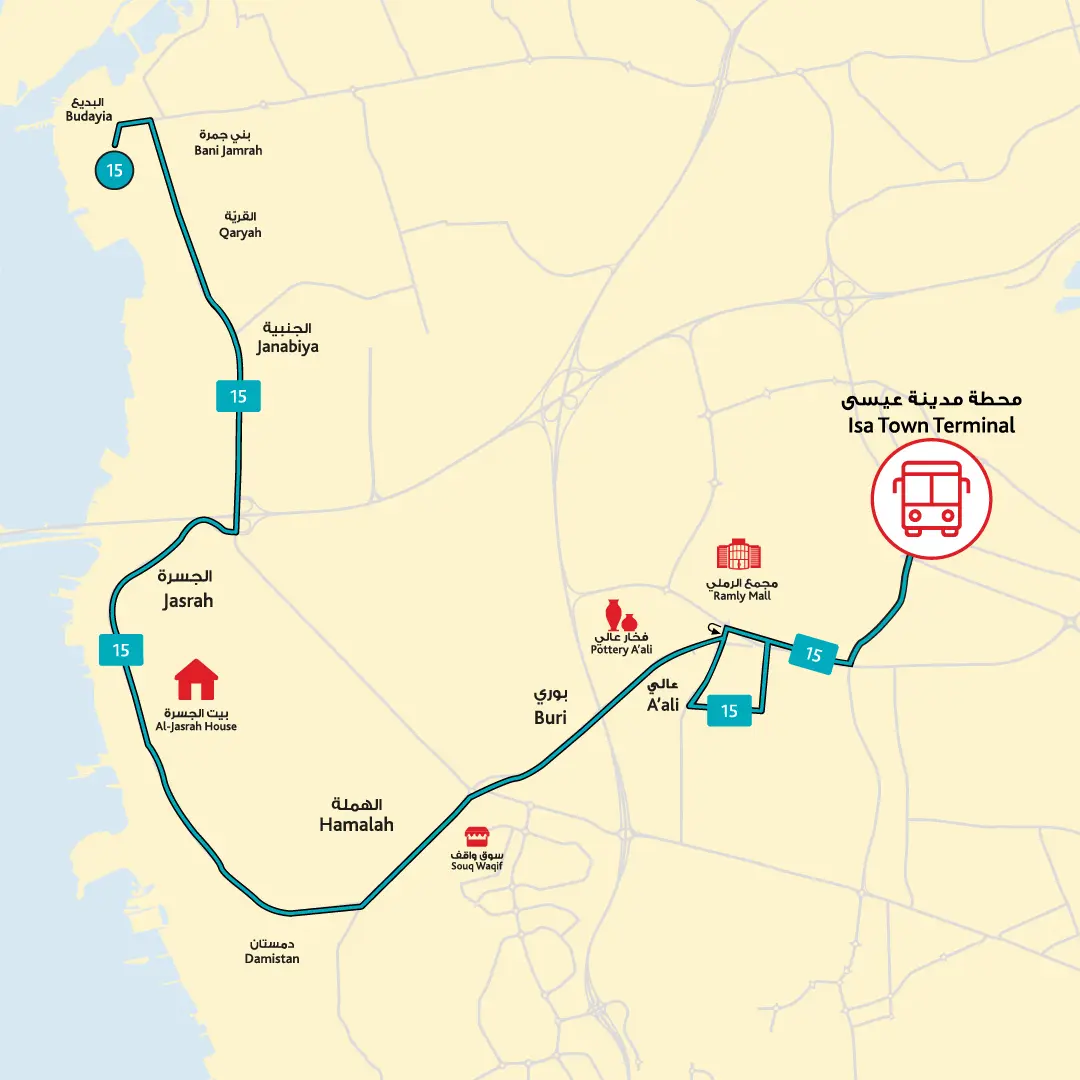 البديع
Budayia
15
بني جمرة
Bani Jamrah
القريّة
Qaryah
الجنبية
Janabiya
15
محطة مدينة عيسى
Isa Town Terminal
الجسرة
Jasrah
مجمع الرملي
Ramly Mall
فخار عالي
Pottery A'ali
15
15
عالي
A'ali
15
بوري
Buri
بيت الجسرة
Al-Jasrah House
الهملة
Hamalah
سوق واقف
Souq Waqif
دمستان
Damistan